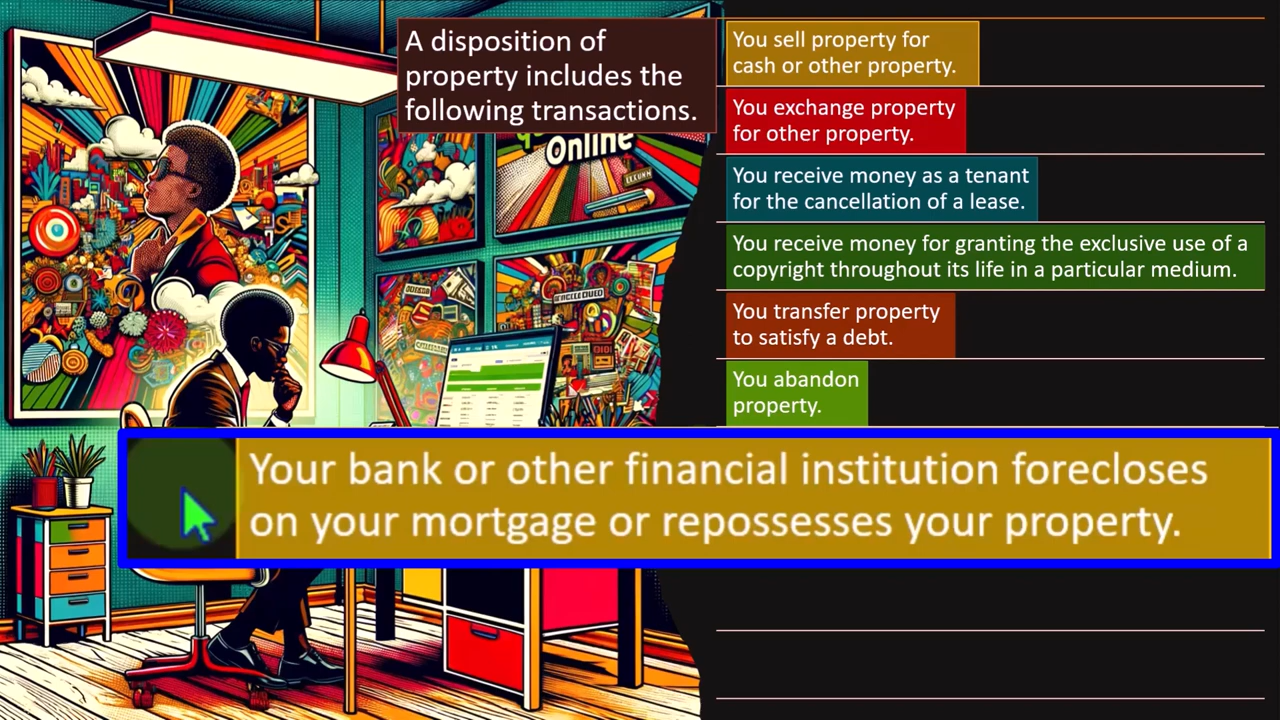 A disposition of
property includes the
following transactions.
You sell property for
cash or other property.
You exchange property
for other property.
You receive money as a tenant
for the cancellation of a lease.
You receive money for granting the exclusive use of a
copyright throughout its life in a particular medium.
You transfer property
to satisfy a debt.
You abandon
property.
Your bank or other financial institution forecloses
on your mortgage or repossesses your property.
Online